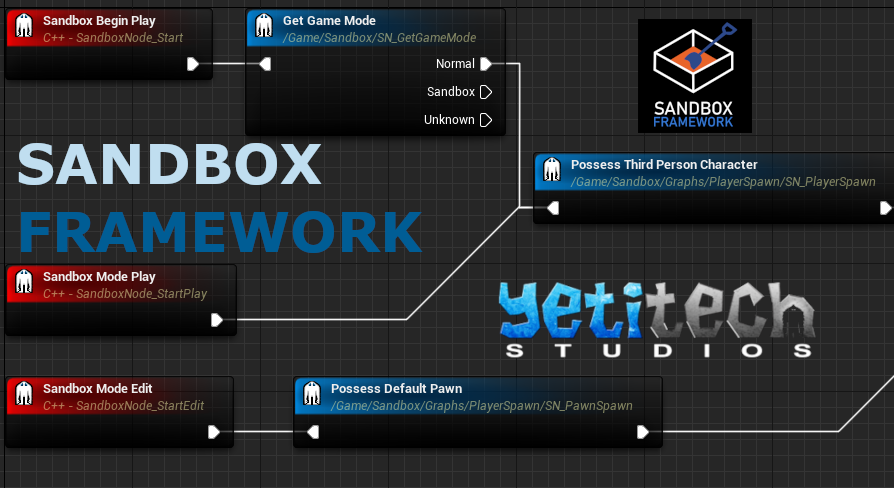 Sandbox Begin Play
C++ - SandboxNode_Start
Get Game Mode
/Game/Sandbox/SN_GetGameMode
Normal
Sandbox
Unknown
SANDBOX
FRAMEWORK
SANDBOX
FRAMEWORK
Possess Third Person Character
/Game/Sandbox/Graphs/PlayerSpawn/SN_PlayerSpawn
Sandbox Mode Play
C++ - SandboxNode_StartPlay
yetitech
STUDIOS
Sandbox Mode Edit
C++ - SandboxNode_StartEdit
Possess Default Pawn
/Game/Sandbox/Graphs/PlayerSpawn/SN_PawnSpawn